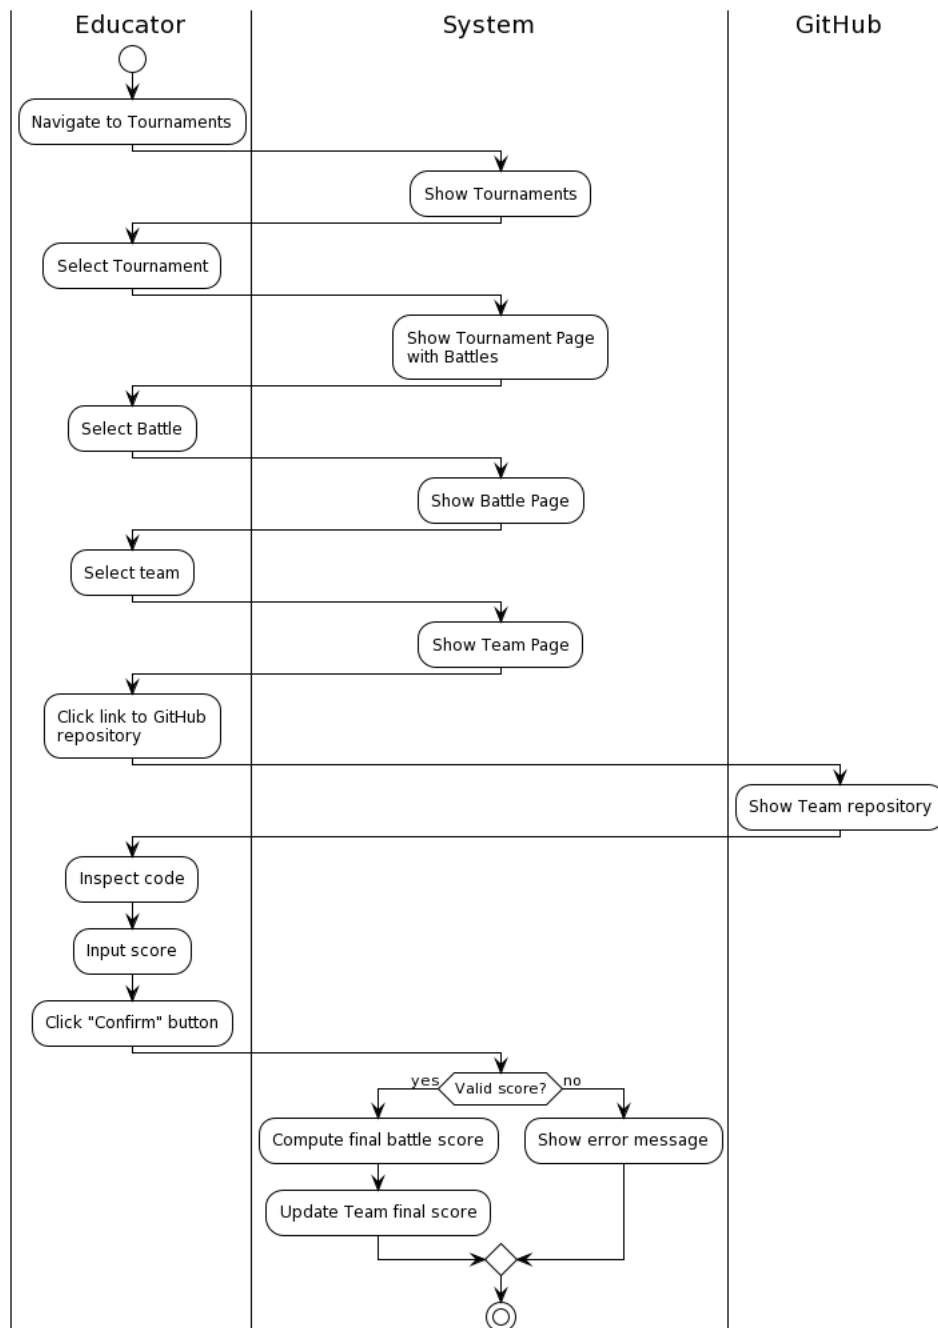 Educator
System
GitHub
Navigate to Tournaments
Show Tournaments
Select Tournament
Show Tournament Page
with Battles
Select Battle
Show Battle Page
Select team
Show Team Page
Click link to GitHub
repository
Show Team repository
Inspect code
Input score
Click "Confirm" button
yes
Valid score?
no
Compute final battle score
Show error message
Update Team final score